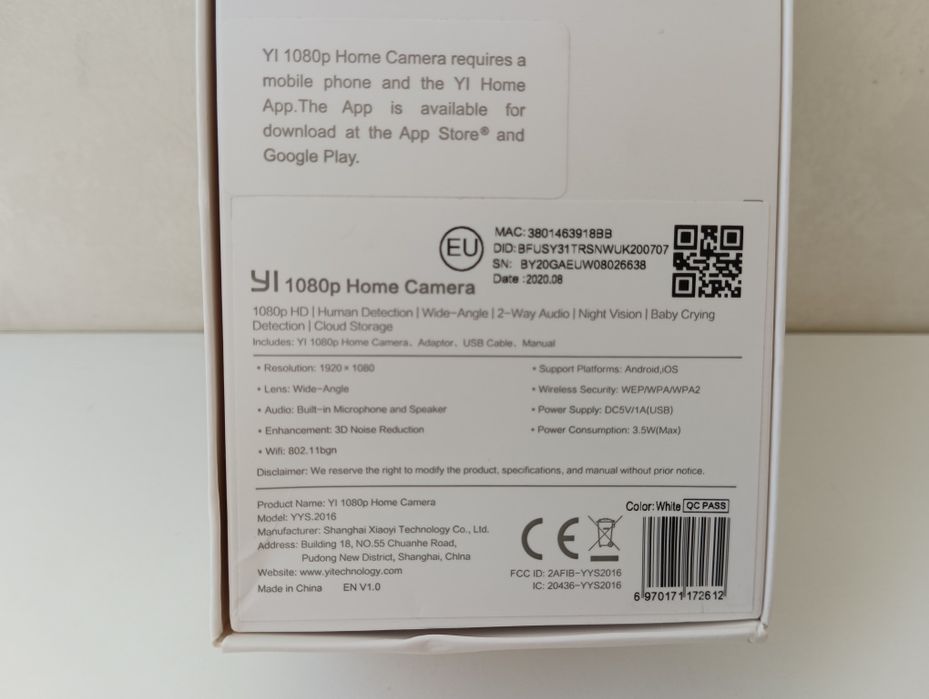 YI 1080p Home Camera requires a
mobile phone and the YI Home
App.The App is available for
download at the App Store® and
Google Play.
EU
MAC: 3801463918BB
DID: BFUSY31TRSNWUK200707
SN: BY20GAEUW08026638
Date :2020.08
YI 1080p Home Camera
1080p HD | Human Detection | Wide-Angle | 2-Way Audio | Night Vision | Baby Crying
Detection | Cloud Storage
Includes: YI 1080p Home Camera、Adaptor、USB Cable、Manual
• Resolution: 1920 × 1080
• Lens: Wide-Angle
• Audio: Built-in Microphone and Speaker
• Enhancement: 3D Noise Reduction
• Wifi: 802.11bgn
• Support Platforms: Android,iOS
• Wireless Security: WEP/WPA/WPA2
• Power Supply: DC5V/1A(USB)
• Power Consumption: 3.5W(Max)
Disclaimer: We reserve the right to modify the product, specifications, and manual without prior notice.
Product Name: YI 1080p Home Camera
Model: YYS.2016
Manufacturer: Shanghai Xiaoyi Technology Co., Ltd.
Address: Building 18, NO.55 Chuanhe Road,
Pudong New District, Shanghai, China
Website: www.yitechnology.com
Made in China EN V1.0
CE
FCC ID: 2AFIB-YYS2016
IC: 20436-YYS2016
Color: White QC PASS
6 970171 172612